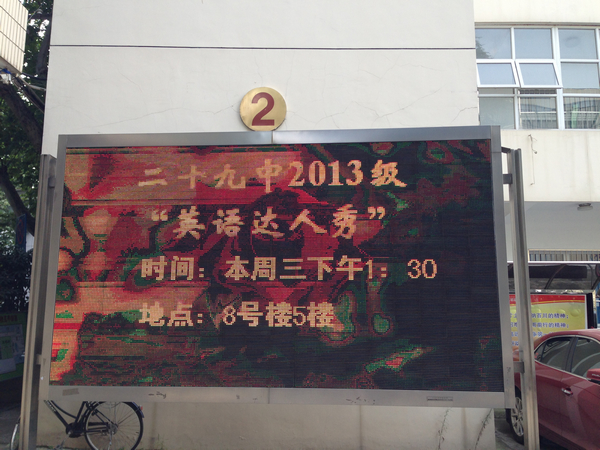 2
二十九中2013级
“英语达人秀”
时间：本周三下午1：30
地点：8号楼5楼